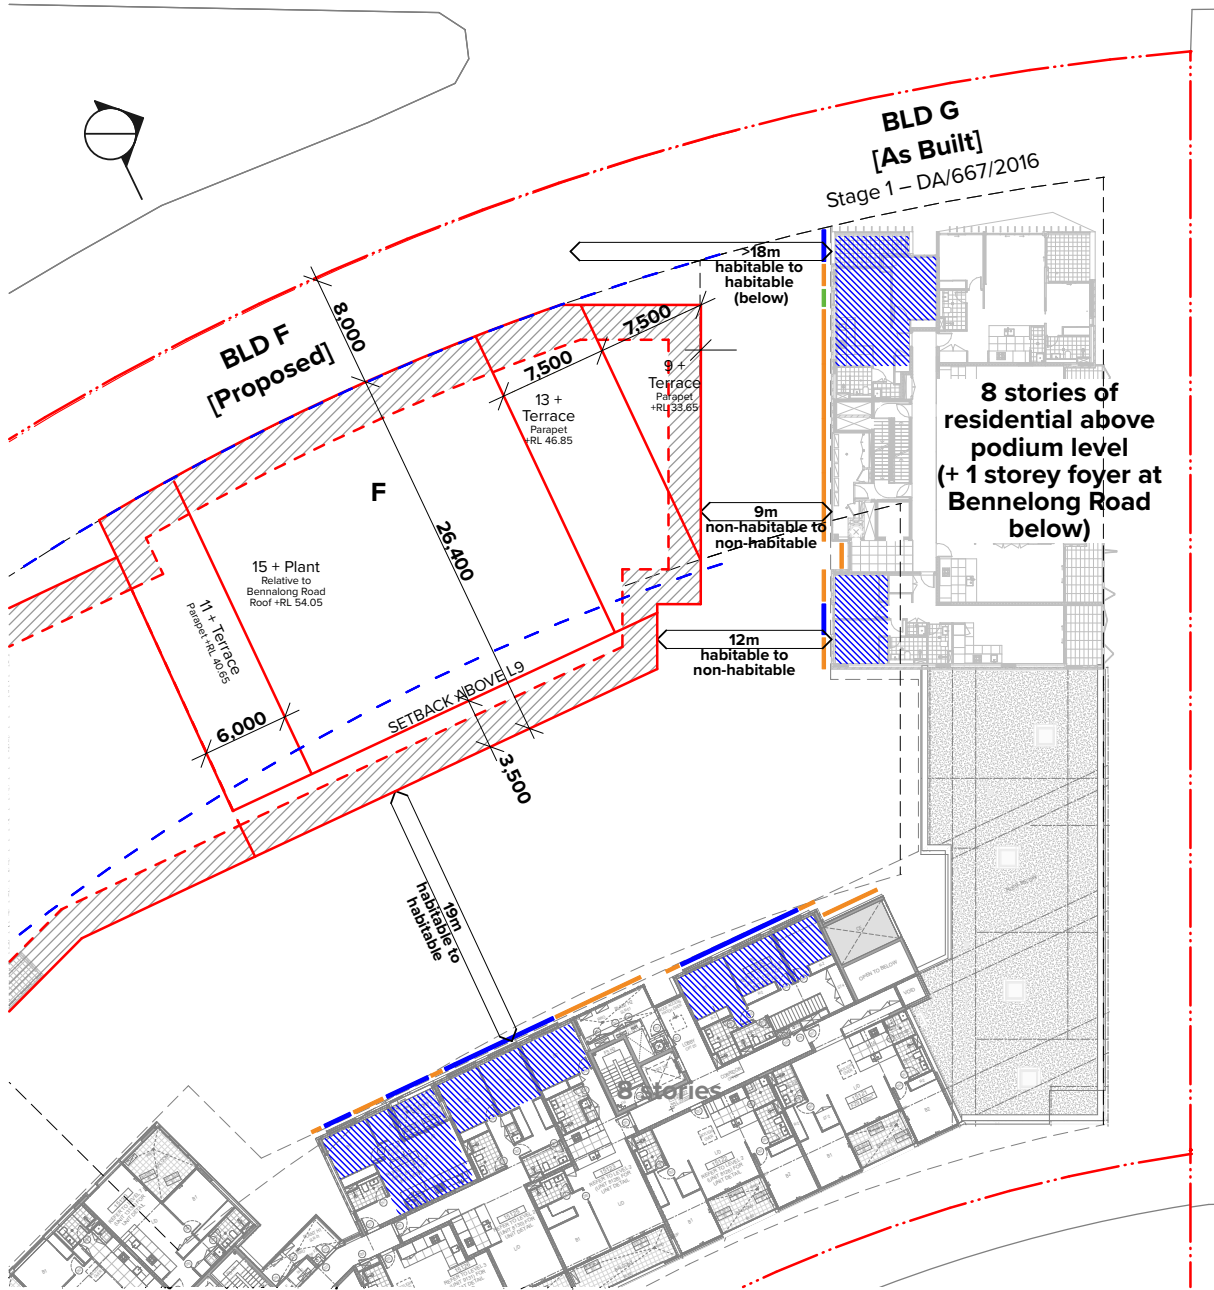 BLD G
[As Built]
Stage 1 – DA/667/2016
18m
habitable to
habitable
(below)
8,000
BLD F
[Proposed]
7,500
7,500
9 +
Terrace
Parapet
+RL 33.65
13 +
Terrace
Parapet
+RL 46.85
8 stories of
residential above
podium level
(+ 1 storey foyer at
Bennelong Road
below)
F
9m
non-habitable to
non-habitable
26,400
15 + Plant
Relative to
Bennalong Road
Roof +RL 54.05
11 + Terrace
Parapet +RL 40.65
12m
habitable to
non-habitable
SETBACK ABOVE L9
6,000
3,500
19m
habitable to
habitable
OPEN TO BELOW
8 stories